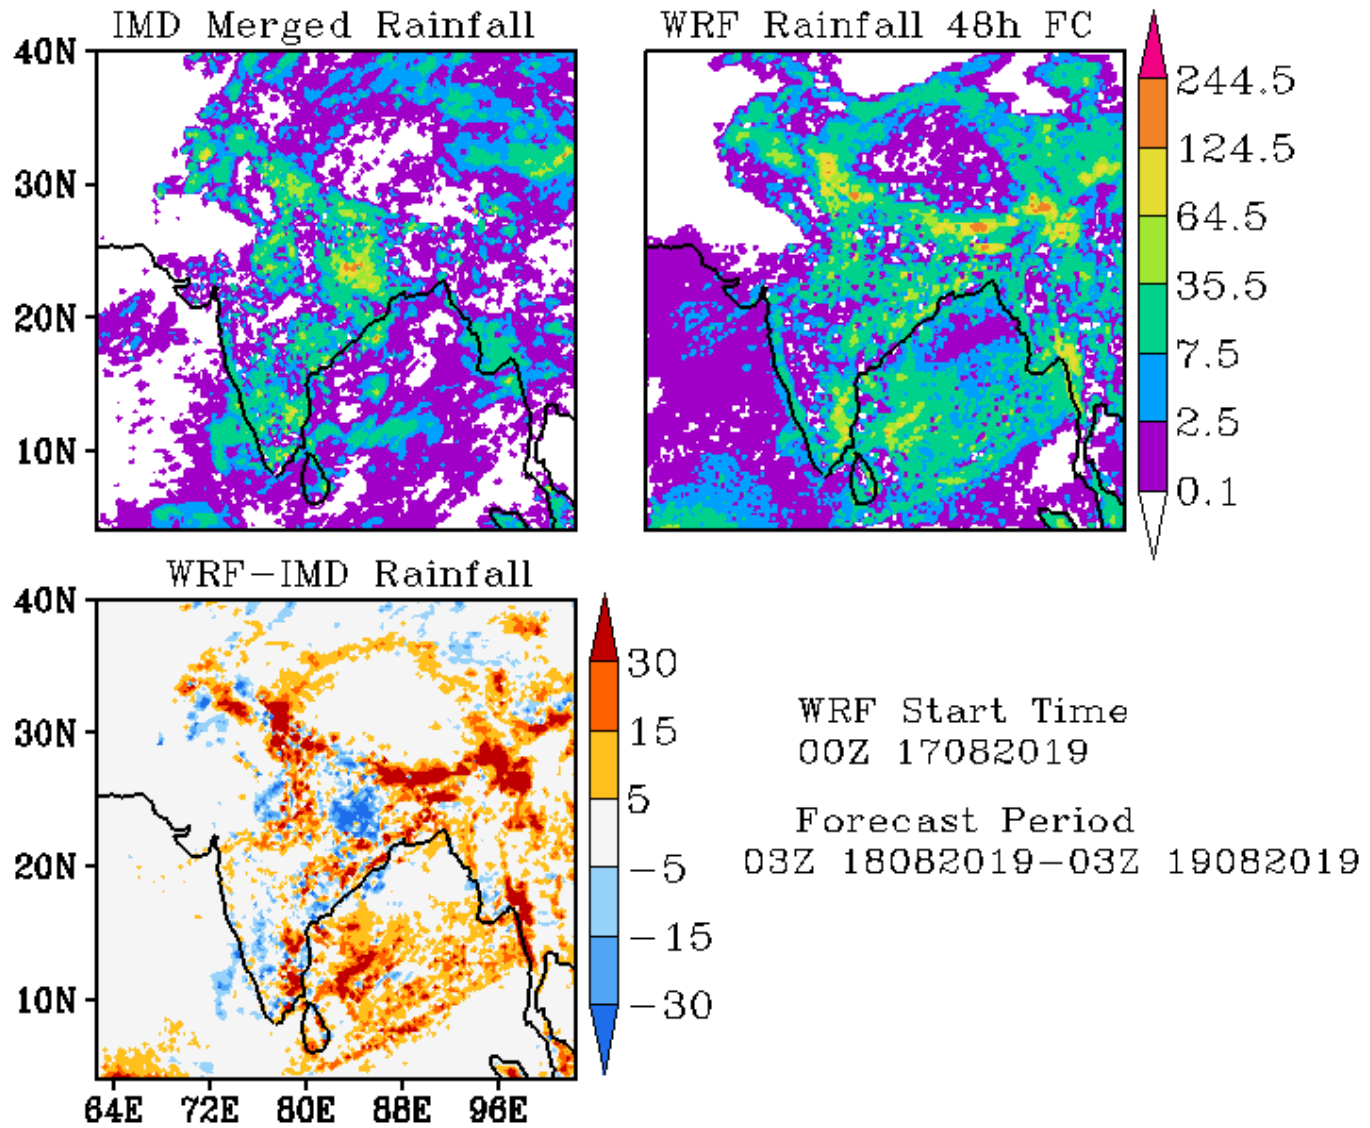 IMD Merged Rainfall
WRF Rainfall 48h FC
40N
30N
20N
10N
244.5
124.5
64.5
35.5
7.5
2.5
0.1
WRF-IMD Rainfall
40N
30N
20N
10N
64E 72E 80E 88E 96E
30
15
5
-5
-15
-30
WRF Start Time
00Z 17082019
Forecast Period
03Z 18082019-03Z 19082019